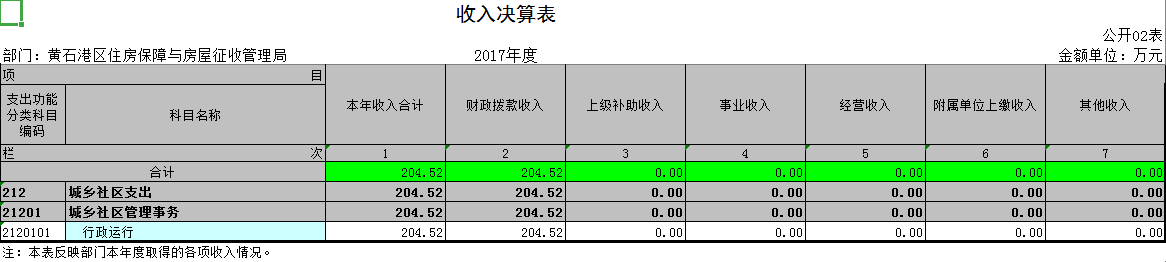 收入决算表
公开02表
部门：黄石港区住房保障与房屋征收管理局 2017年度 金额单位：万元
项 目 本年收入合计 财政拨款收入 上级补助收入 事业收入 经营收入 附属单位上缴收入 其他收入
支出功能分类科目编码 科目名称
栏 次 1 2 3 4 5 6 7
合计 204.52 204.52 0.00 0.00 0.00 0.00 0.00
212 城乡社区支出 204.52 204.52 0.00 0.00 0.00 0.00 0.00
21201 城乡社区管理事务 204.52 204.52 0.00 0.00 0.00 0.00 0.00
2120101 行政运行 204.52 204.52 0.00 0.00 0.00 0.00 0.00
注：本表反映部门本年度取得的各项收入情况。